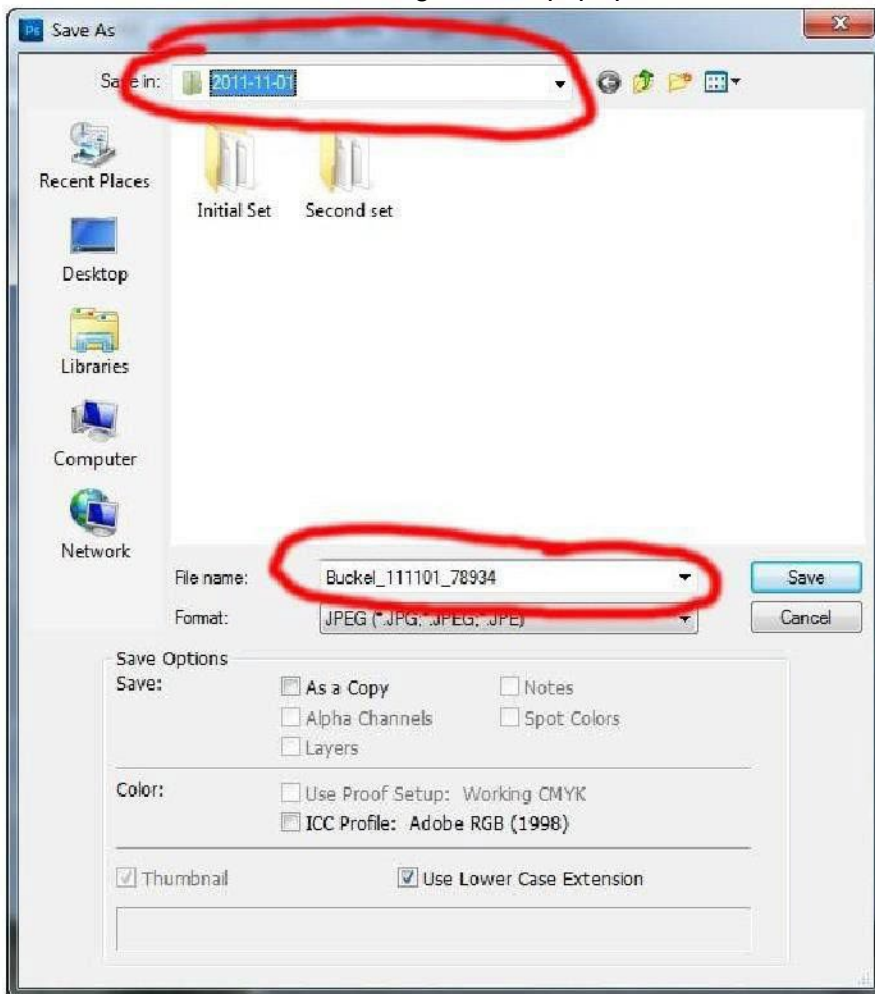 Ps Save As
Save in: 2011-11-01
Recent Places
Initial Set Second set
Desktop
Libraries
Computer
Network
File name: Buckel_111101_78934 Save
Format: JPEG (*.JPG;*.JPEG;*.JPE) Cancel
Save Options
Save: As a Copy Notes
Alpha Channels Spot Colors
Layers
Color: Use Proof Setup: Working CMYK
ICC Profile: Adobe RGB (1998)
Thumbnail Use Lower Case Extension